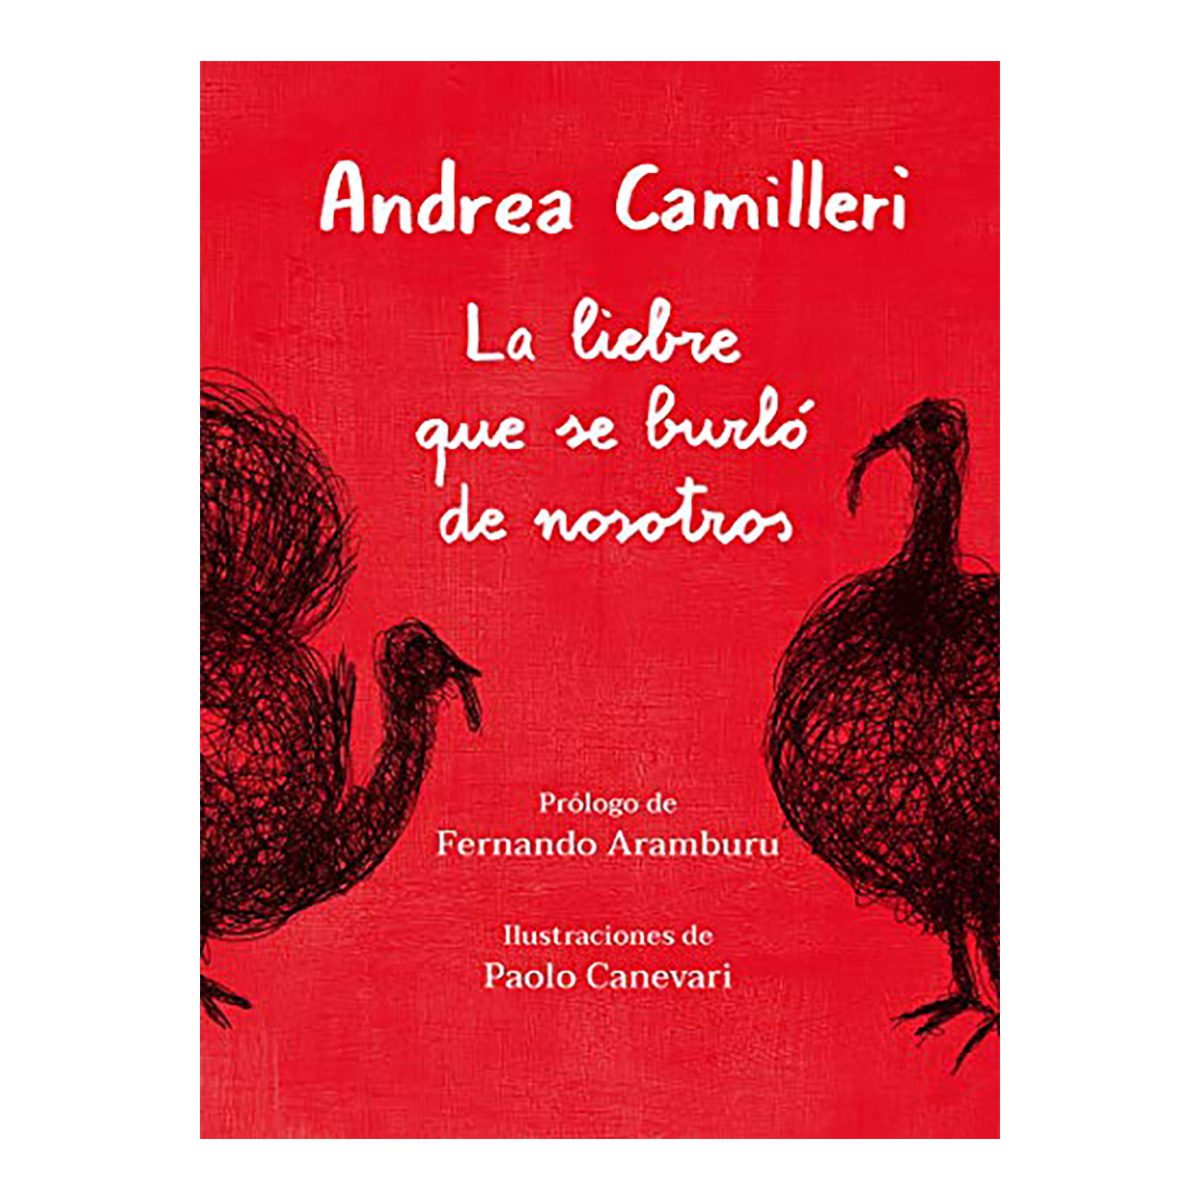 Andrea Camilleri
La liebre
que se burló
de nosotros
Prólogo de
Fernando Aramburu
Ilustraciones de
Paolo Canevari